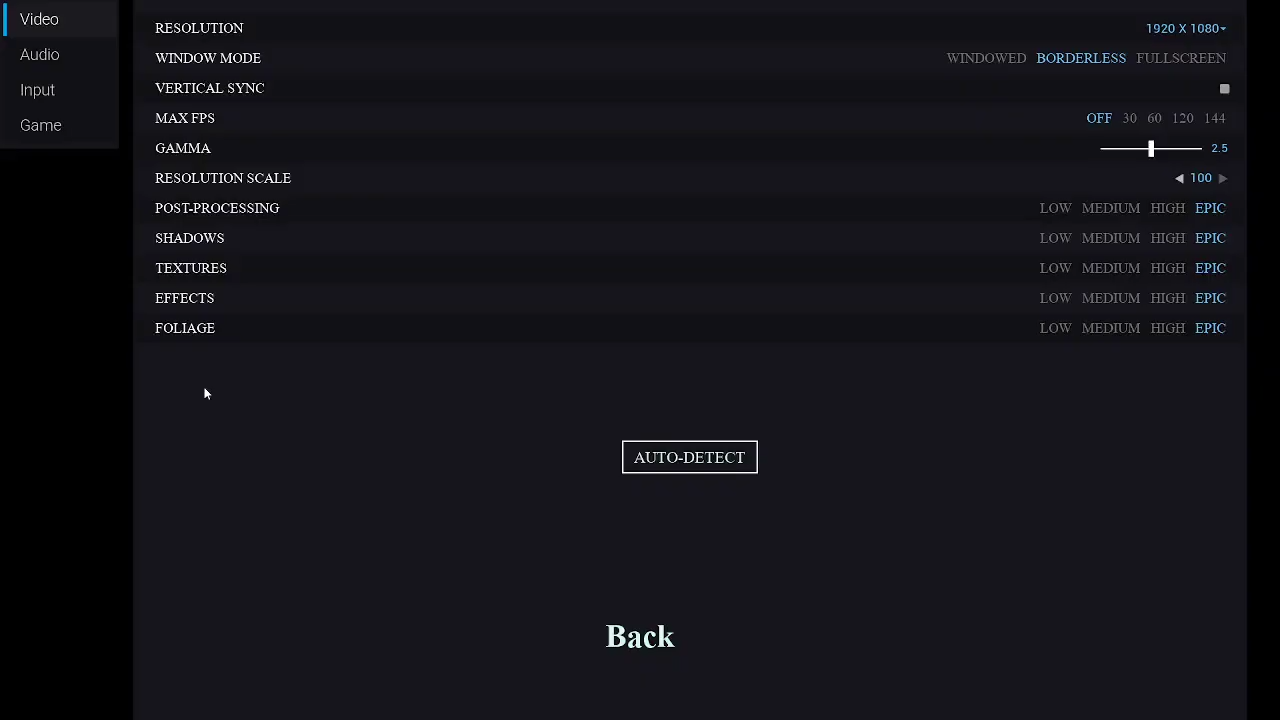 Video
Audio
Input
Game
RESOLUTION 1920 X 1080
WINDOW MODE WINDOWED BORDERLESS FULLSCREEN
VERTICAL SYNC
MAX FPS OFF 30 60 120 144
GAMMA 2.5
RESOLUTION SCALE 100
POST-PROCESSING LOW MEDIUM HIGH EPIC
SHADOWS LOW MEDIUM HIGH EPIC
TEXTURES LOW MEDIUM HIGH EPIC
EFFECTS LOW MEDIUM HIGH EPIC
FOLIAGE LOW MEDIUM HIGH EPIC
AUTO-DETECT
Back